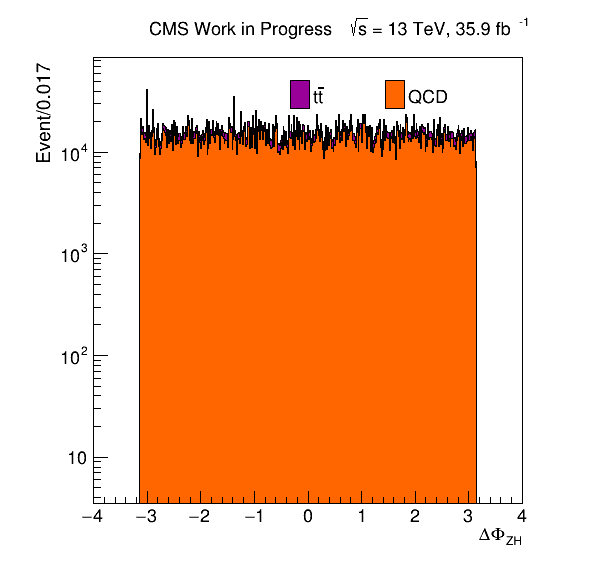 CMS Work in Progress √s = 13 TeV, 35.9 fb⁻¹
Event/0.017
tt̄ QCD
10⁴
10³
10²
10
−4 −3 −2 −1 0 1 2 3 4
ΔΦ_ZH